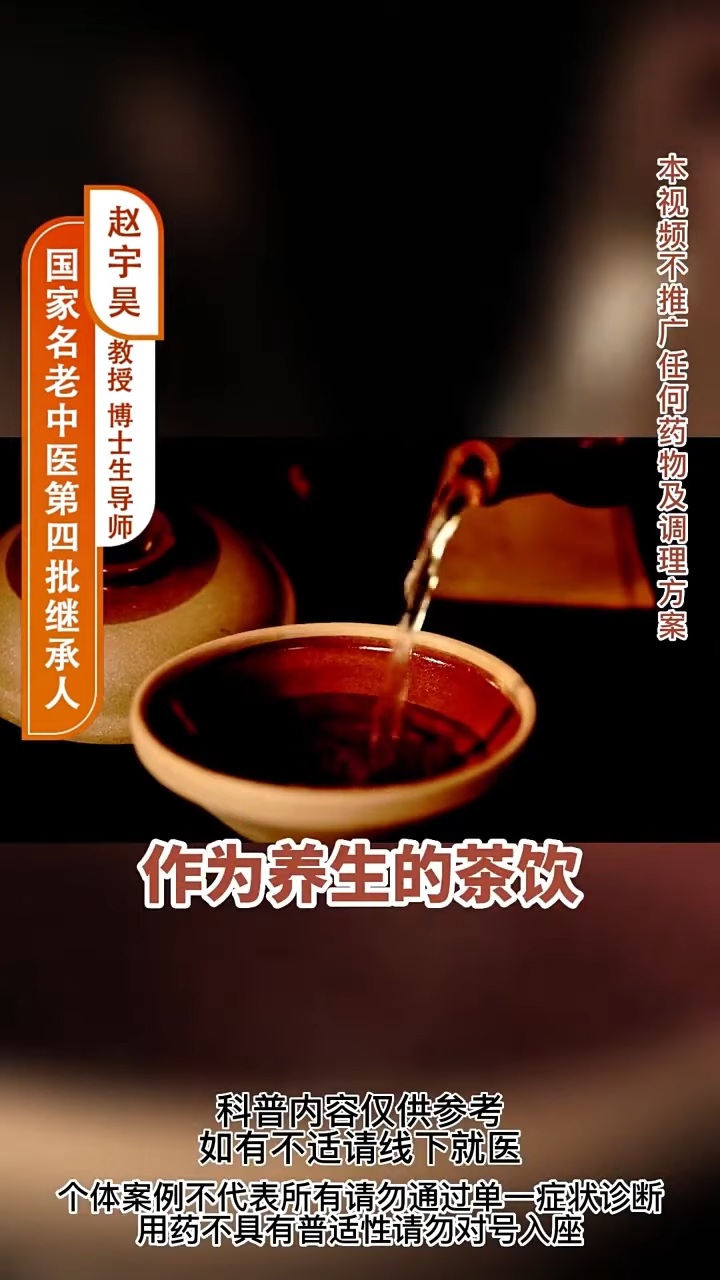 赵宇昊
教授 博士生导师
国家名老中医第四批继承人
本视频不推广任何药物及调理方案
作为养生的茶饮
科普内容仅供参考
如有不适请线下就医
个体案例不代表所有请勿通过单一症状诊断
用药不具有普适性请勿对号入座